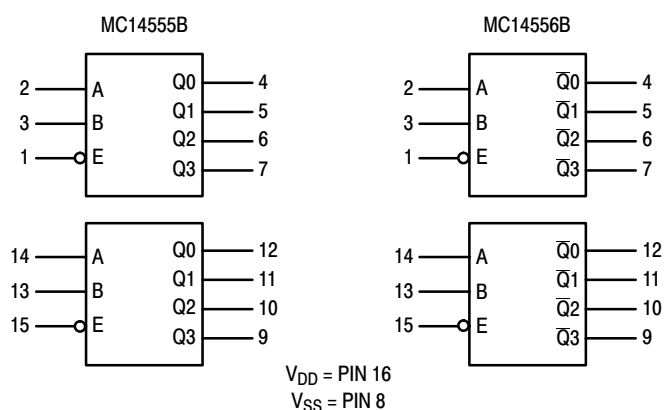 MC14555B
2 A Q0 4
3 B Q1 5
Q2 6
1 E Q3 7
14 A Q0 12
13 B Q1 11
Q2 10
15 E Q3 9
MC14556B
2 A Q̅0 4
3 B Q̅1 5
Q̅2 6
1 E Q̅3 7
14 A Q̅0 12
13 B Q̅1 11
Q̅2 10
15 E Q̅3 9
VDD = PIN 16
VSS = PIN 8